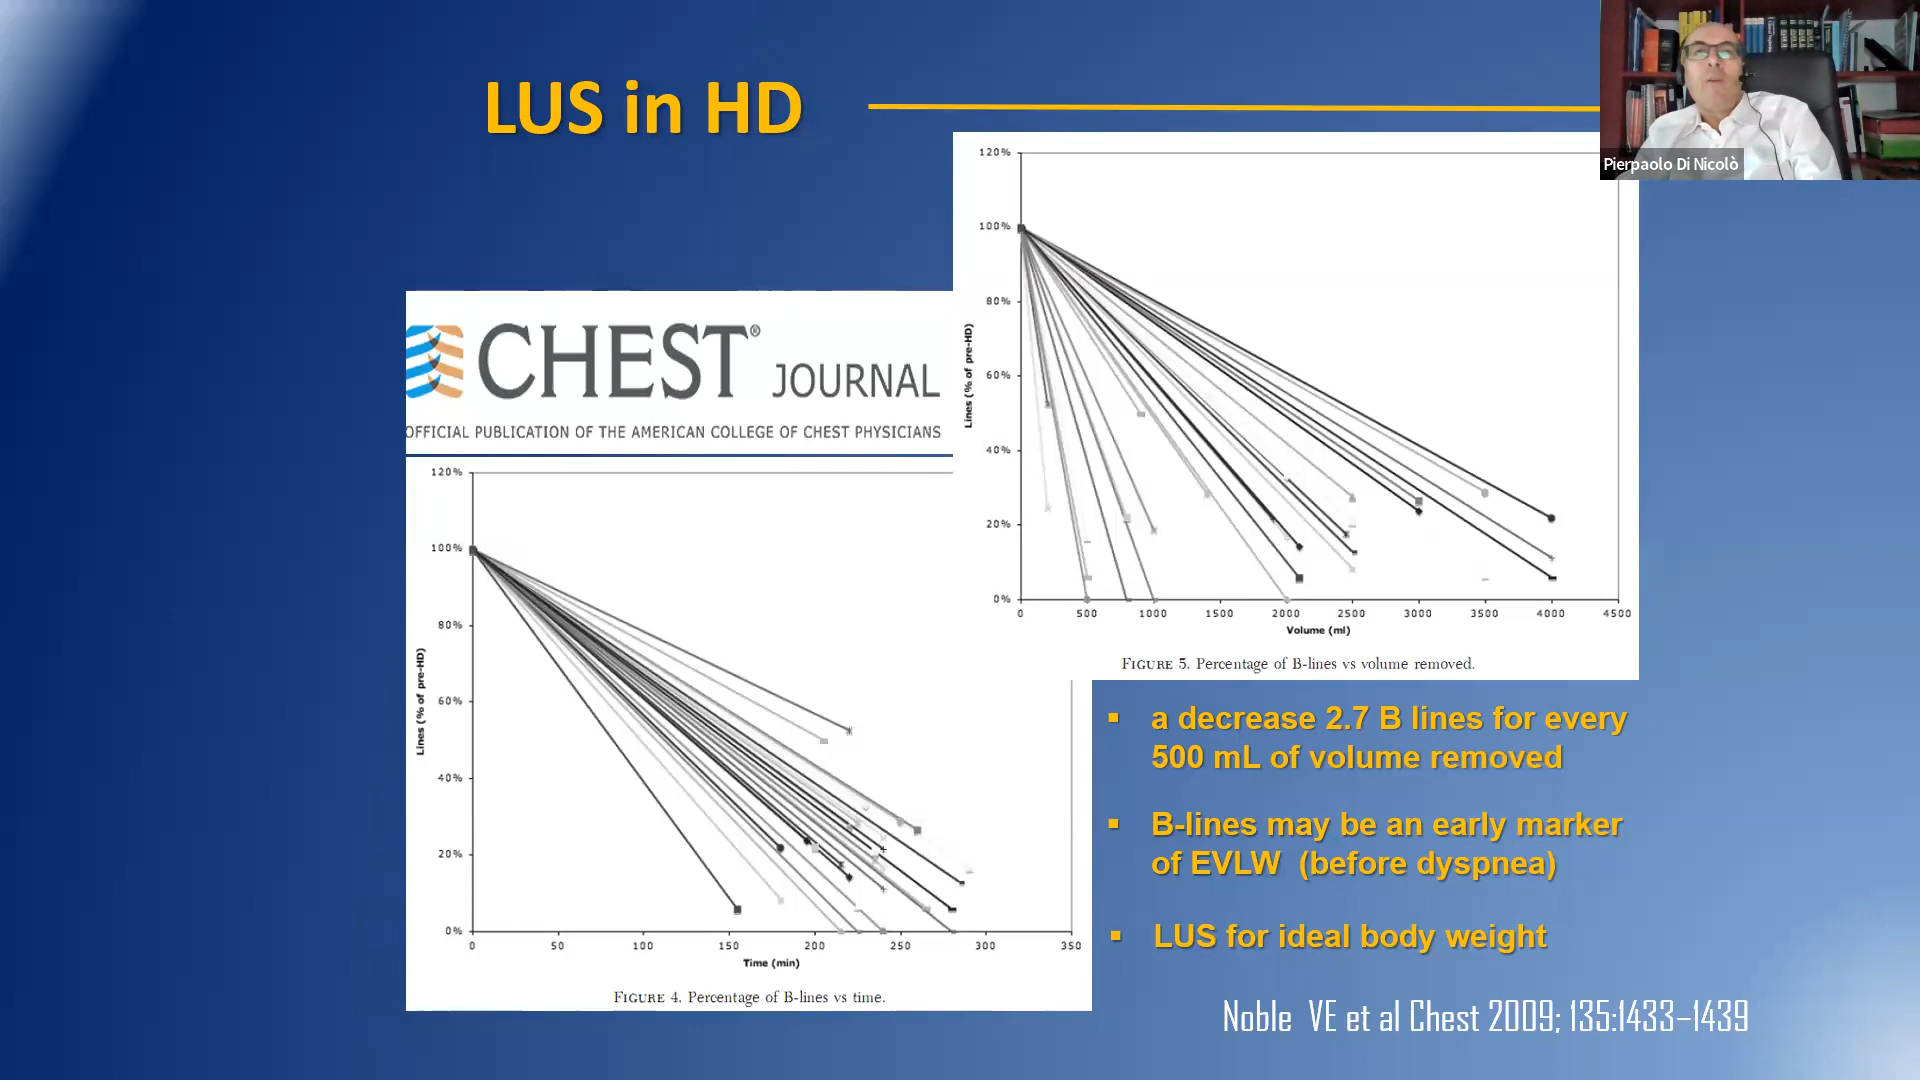 LUS in HD
Pierpaolo Di Nicolò
CHEST® JOURNAL
OFFICIAL PUBLICATION OF THE AMERICAN COLLEGE OF CHEST PHYSICIANS
120%
100%
80%
60%
40%
20%
0%
Lines (% of pre-HD)
0 500 1000 1500 2000 2500 3000 3500 4000 4500
Volume (ml)
FIGURE 5. Percentage of B-lines vs volume removed.
120%
100%
80%
60%
40%
20%
0%
Lines (% of pre-HD)
0 50 100 150 200 250 300 350
Time (min)
FIGURE 4. Percentage of B-lines vs time.
▪ a decrease 2.7 B lines for every
500 mL of volume removed
▪ B-lines may be an early marker
of EVLW (before dyspnea)
▪ LUS for ideal body weight
Noble VE et al Chest 2009; 135:1433–1439